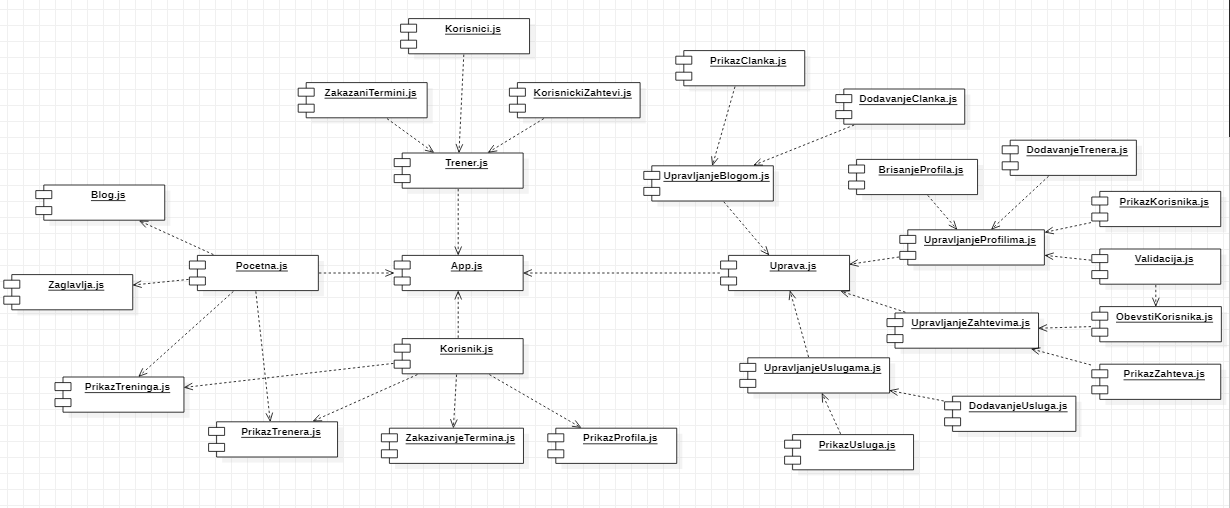 Korisnici.js
PrikazClanka.js
ZakazaniTermini.js
KorisnickiZahtevi.js
DodavanjeClanka.js
DodavanjeTrenera.js
Trener.js
BrisanjeProfila.js
UpravljanjeBlogom.js
Blog.js
PrikazKorisnika.js
UpravljanjeProfilima.js
Validacija.js
Pocetna.js
App.js
Uprava.js
Zaglavlja.js
ObevstiKorisnika.js
UpravljanjeZahtevima.js
Korisnik.js
UpravljanjeUslugama.js
PrikazZahteva.js
PrikazTreninga.js
DodavanjeUsluga.js
PrikazTrenera.js
ZakazivanjeTermina.js
PrikazProfila.js
PrikazUsluga.js